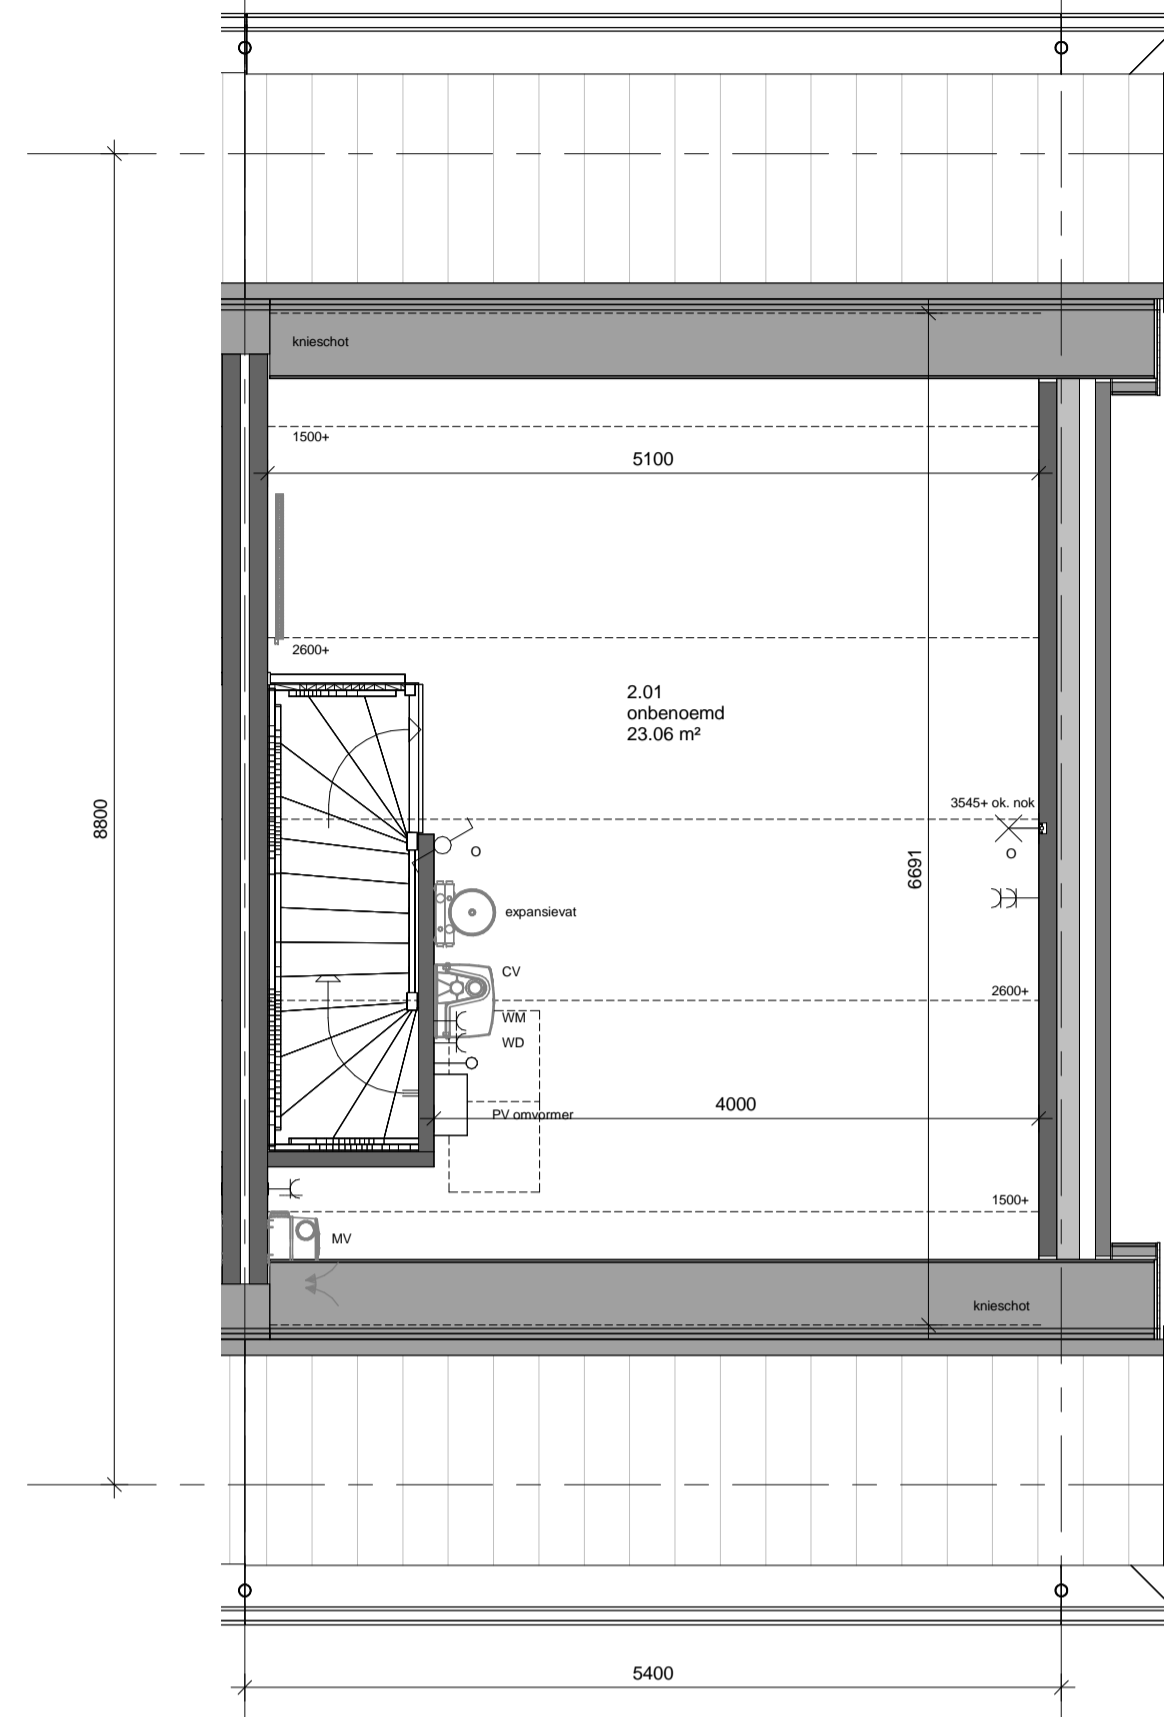 knieschot
1500+
5100
2600+
2.01
onbenoemd
23.06 m²
3545+ ok. nok
O
O
8800
6691
expansievat
CV
2600+
WM
WD
4000
PV omvormer
1500+
MV
knieschot
5400